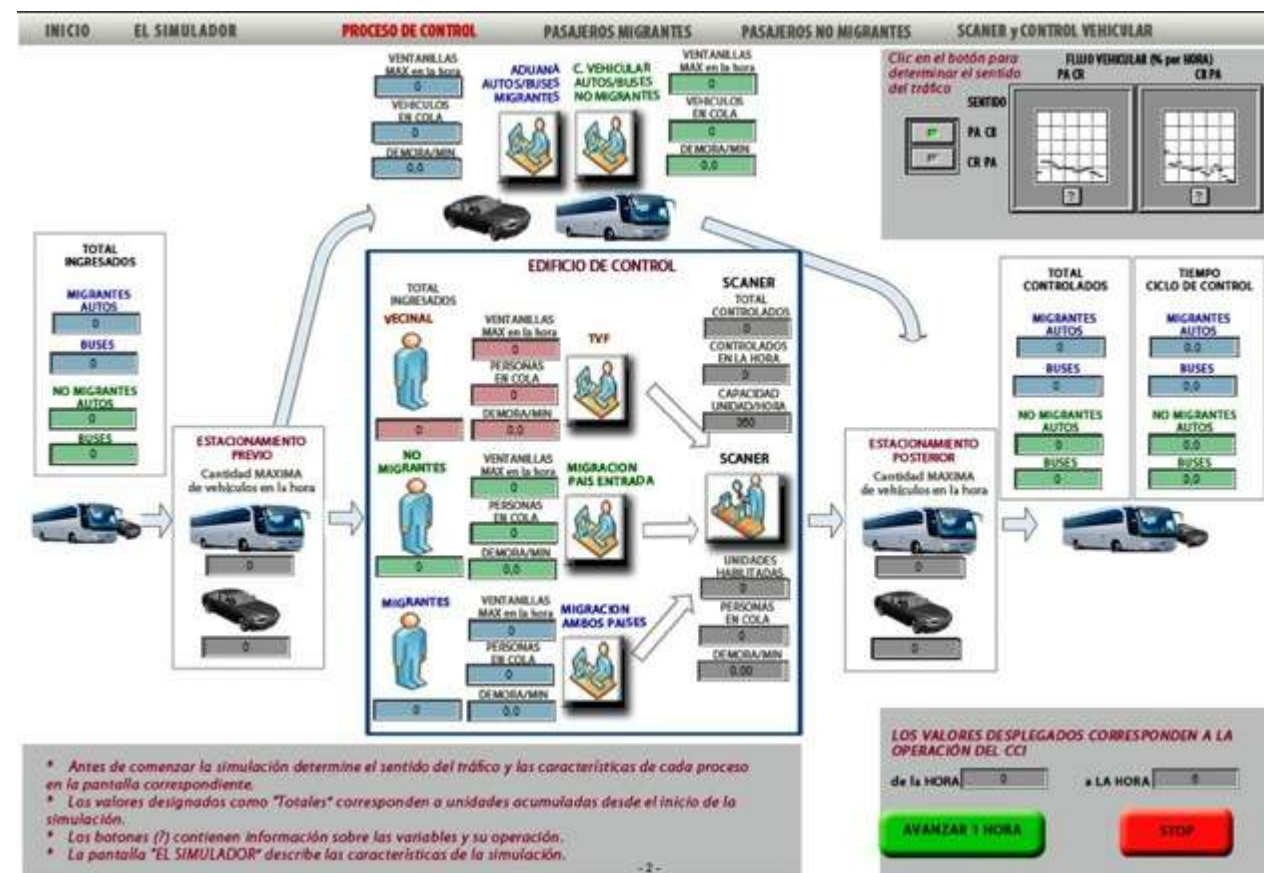 INICIO EL SIMULADOR PROCESO DE CONTROL PASAJEROS MIGRANTES PASAJEROS NO MIGRANTES SCANER y CONTROL VEHICULAR
VENTANILLAS
MAX en la hora
0
VEHICULOS
EN COLA
0
DEMORA/MIN
0,0
ADUANA
AUTOS/BUSES
MIGRANTES
C. VEHICULAR
AUTOS/BUSES
NO MIGRANTES
VENTANILLAS
MAX en la hora
0
VEHICULOS
EN COLA
0
DEMORA/MIN
0,0
Clic en el botón para
determinar el sentido
del tráfico
FLUJO VEHICULAR (% per HORA)
PA CR CR PA
SENTIDO
PA CR
CR PA
? ?
TOTAL
INGRESADOS
MIGRANTES
AUTOS
0
BUSES
0
NO MIGRANTES
AUTOS
0
BUSES
0
ESTACIONAMIENTO
PREVIO
Cantidad MAXIMA
de vehículos en la hora
0
0
EDIFICIO DE CONTROL
TOTAL
INGRESADOS
VECINAL
0
VENTANILLAS
MAX en la hora
0
PERSONAS
EN COLA
0
DEMORA/MIN
0,0
TVF
NO
MIGRANTES
0
VENTANILLAS
MAX en la hora
0
PERSONAS
EN COLA
0
DEMORA/MIN
0,0
MIGRACION
PAIS ENTRADA
MIGRANTES
0
VENTANILLAS
MAX en la hora
0
PERSONAS
EN COLA
0
DEMORA/MIN
0,0
MIGRACION
AMBOS PAISES
SCANER
TOTAL
CONTROLADOS
0
CONTROLADOS
EN LA HORA
0
CAPACIDAD
UNIDAD/HORA
360
SCANER
UNIDADES
HABILITADAS
0
PERSONAS
EN COLA
0
DEMORA/MIN
0,00
ESTACIONAMIENTO
POSTERIOR
Cantidad MAXIMA
de vehículos en la hora
0
0
TOTAL
CONTROLADOS
MIGRANTES
AUTOS
0
BUSES
0
NO MIGRANTES
AUTOS
0
BUSES
0
TIEMPO
CICLO DE CONTROL
MIGRANTES
AUTOS
0,0
BUSES
0,0
NO MIGRANTES
AUTOS
0,0
BUSES
0,0
* Antes de comenzar la simulación determine el sentido del tráfico y las características de cada proceso
en la pantalla correspondiente.
* Los valores designados como "Totales" corresponden a unidades acumuladas desde el inicio de la
simulación.
* Los botones (?) contienen información sobre las variables y su operación.
* La pantalla "EL SIMULADOR" describe las características de la simulación.
- 2 -
LOS VALORES DESPLEGADOS CORRESPONDEN A LA
OPERACIÓN DEL CCI
de la HORA 0 a LA HORA
AVANZAR 1 HORA STOP